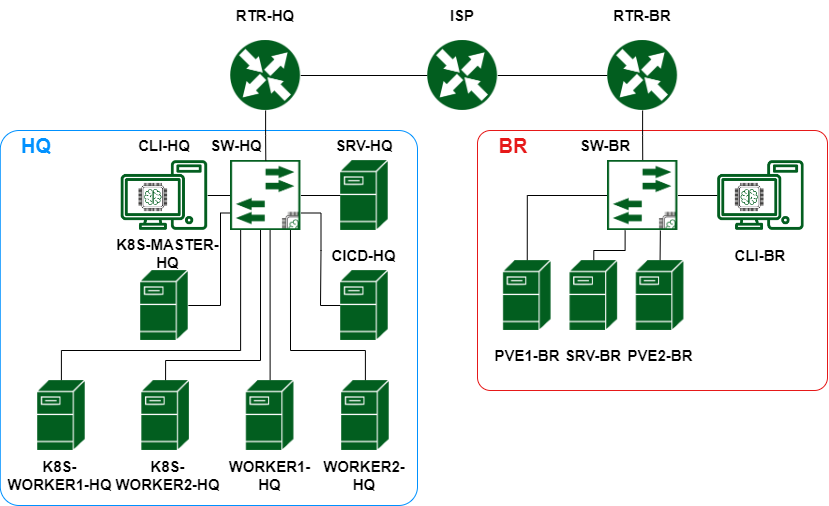 RTR-HQ
ISP
RTR-BR
HQ
CLI-HQ
SW-HQ
SRV-HQ
BR
SW-BR
K8S-MASTER-
HQ
CICD-HQ
CLI-BR
PVE1-BR
SRV-BR
PVE2-BR
K8S-
WORKER1-HQ
K8S-
WORKER2-HQ
WORKER1-
HQ
WORKER2-
HQ